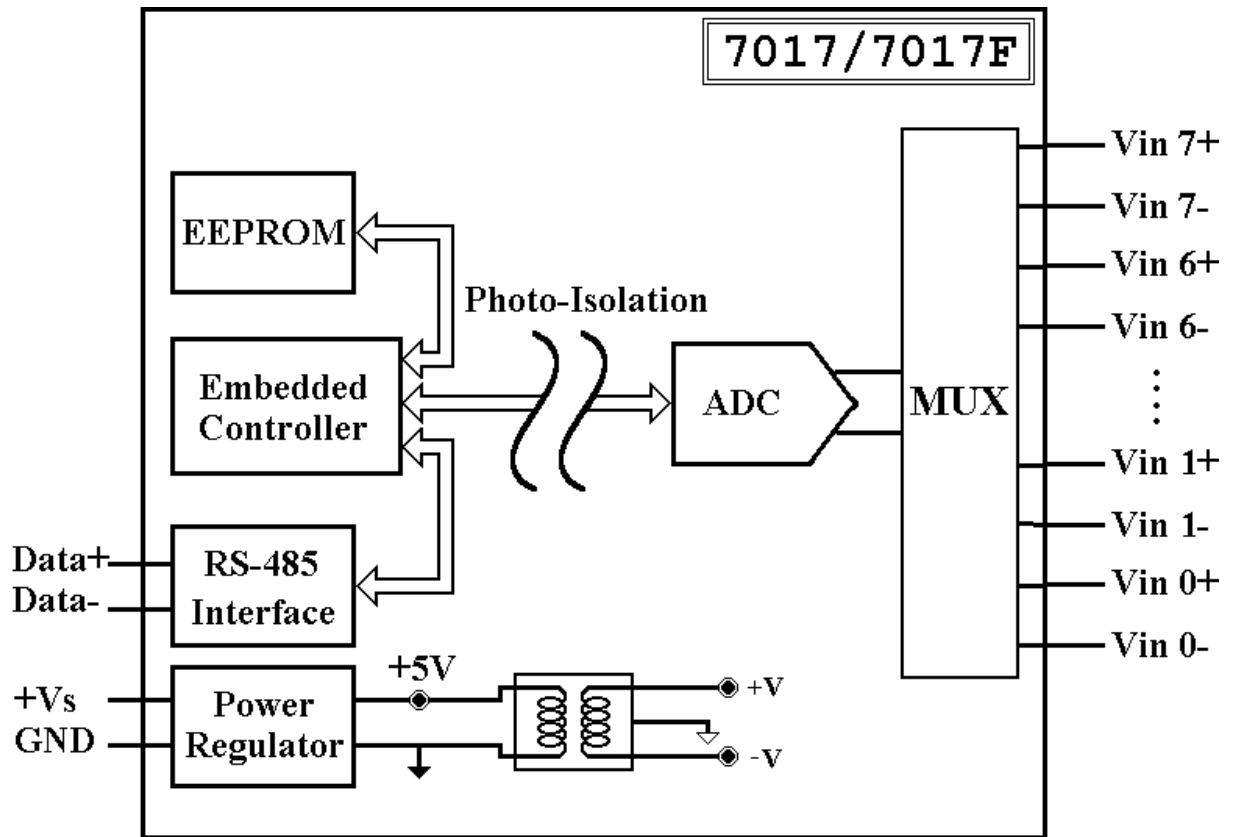 7017/7017F
EEPROM
Photo-Isolation
Embedded
Controller
ADC
MUX
Vin 7+
Vin 7-
Vin 6+
Vin 6-
Vin 1+
Vin 1-
Vin 0+
Vin 0-
Data+
Data-
RS-485
Interface
+Vs
GND
Power
Regulator
+5V
+V
-V